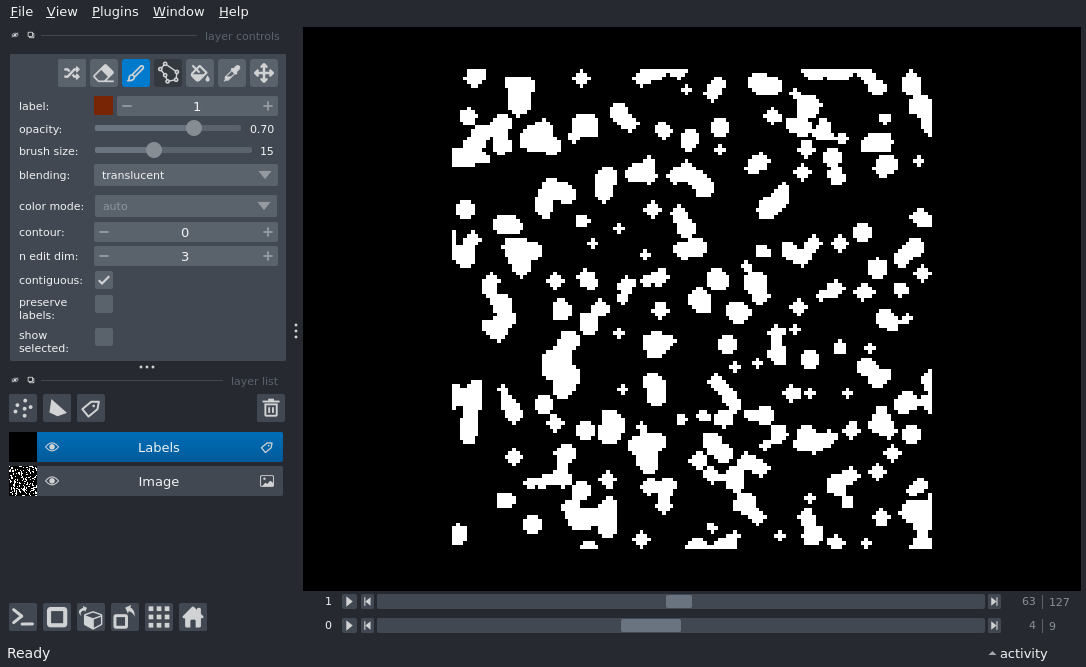 File View Plugins Window Help
layer controls
label: 1
opacity: 0.70
brush size: 15
blending: translucent
color mode: auto
contour: 0
n edit dim: 3
contiguous:
preserve
labels:
show
selected:
layer list
Labels
Image
1 63 127
0 4 9
Ready activity